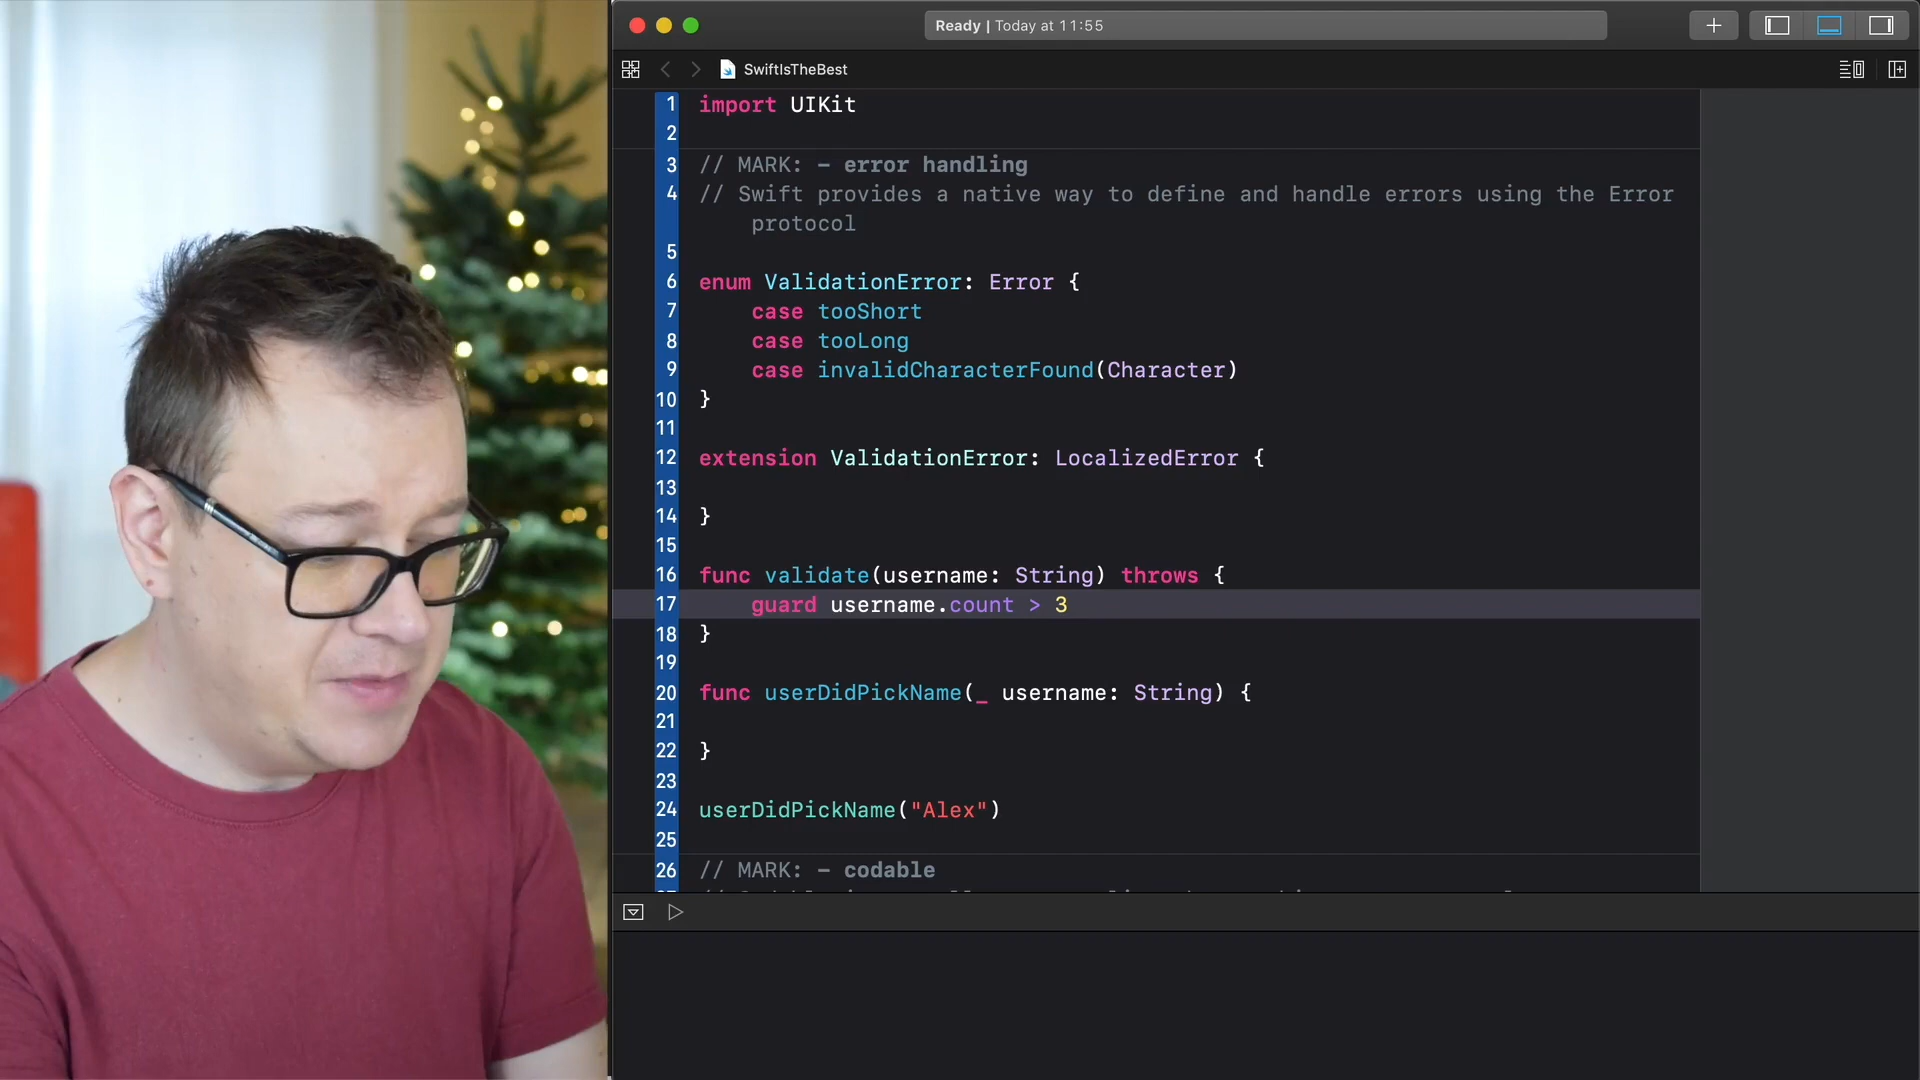 Ready | Today at 11:55
SwiftIsTheBest
1 import UIKit
2
3 // MARK: – error handling
4 // Swift provides a native way to define and handle errors using the Error
protocol
5
6 enum ValidationError: Error {
7 case tooShort
8 case tooLong
9 case invalidCharacterFound(Character)
10 }
11
12 extension ValidationError: LocalizedError {
13
14 }
15
16 func validate(username: String) throws {
17 guard username.count > 3
18 }
19
20 func userDidPickName(_ username: String) {
21
22 }
23
24 userDidPickName("Alex")
25
26 // MARK: – codable